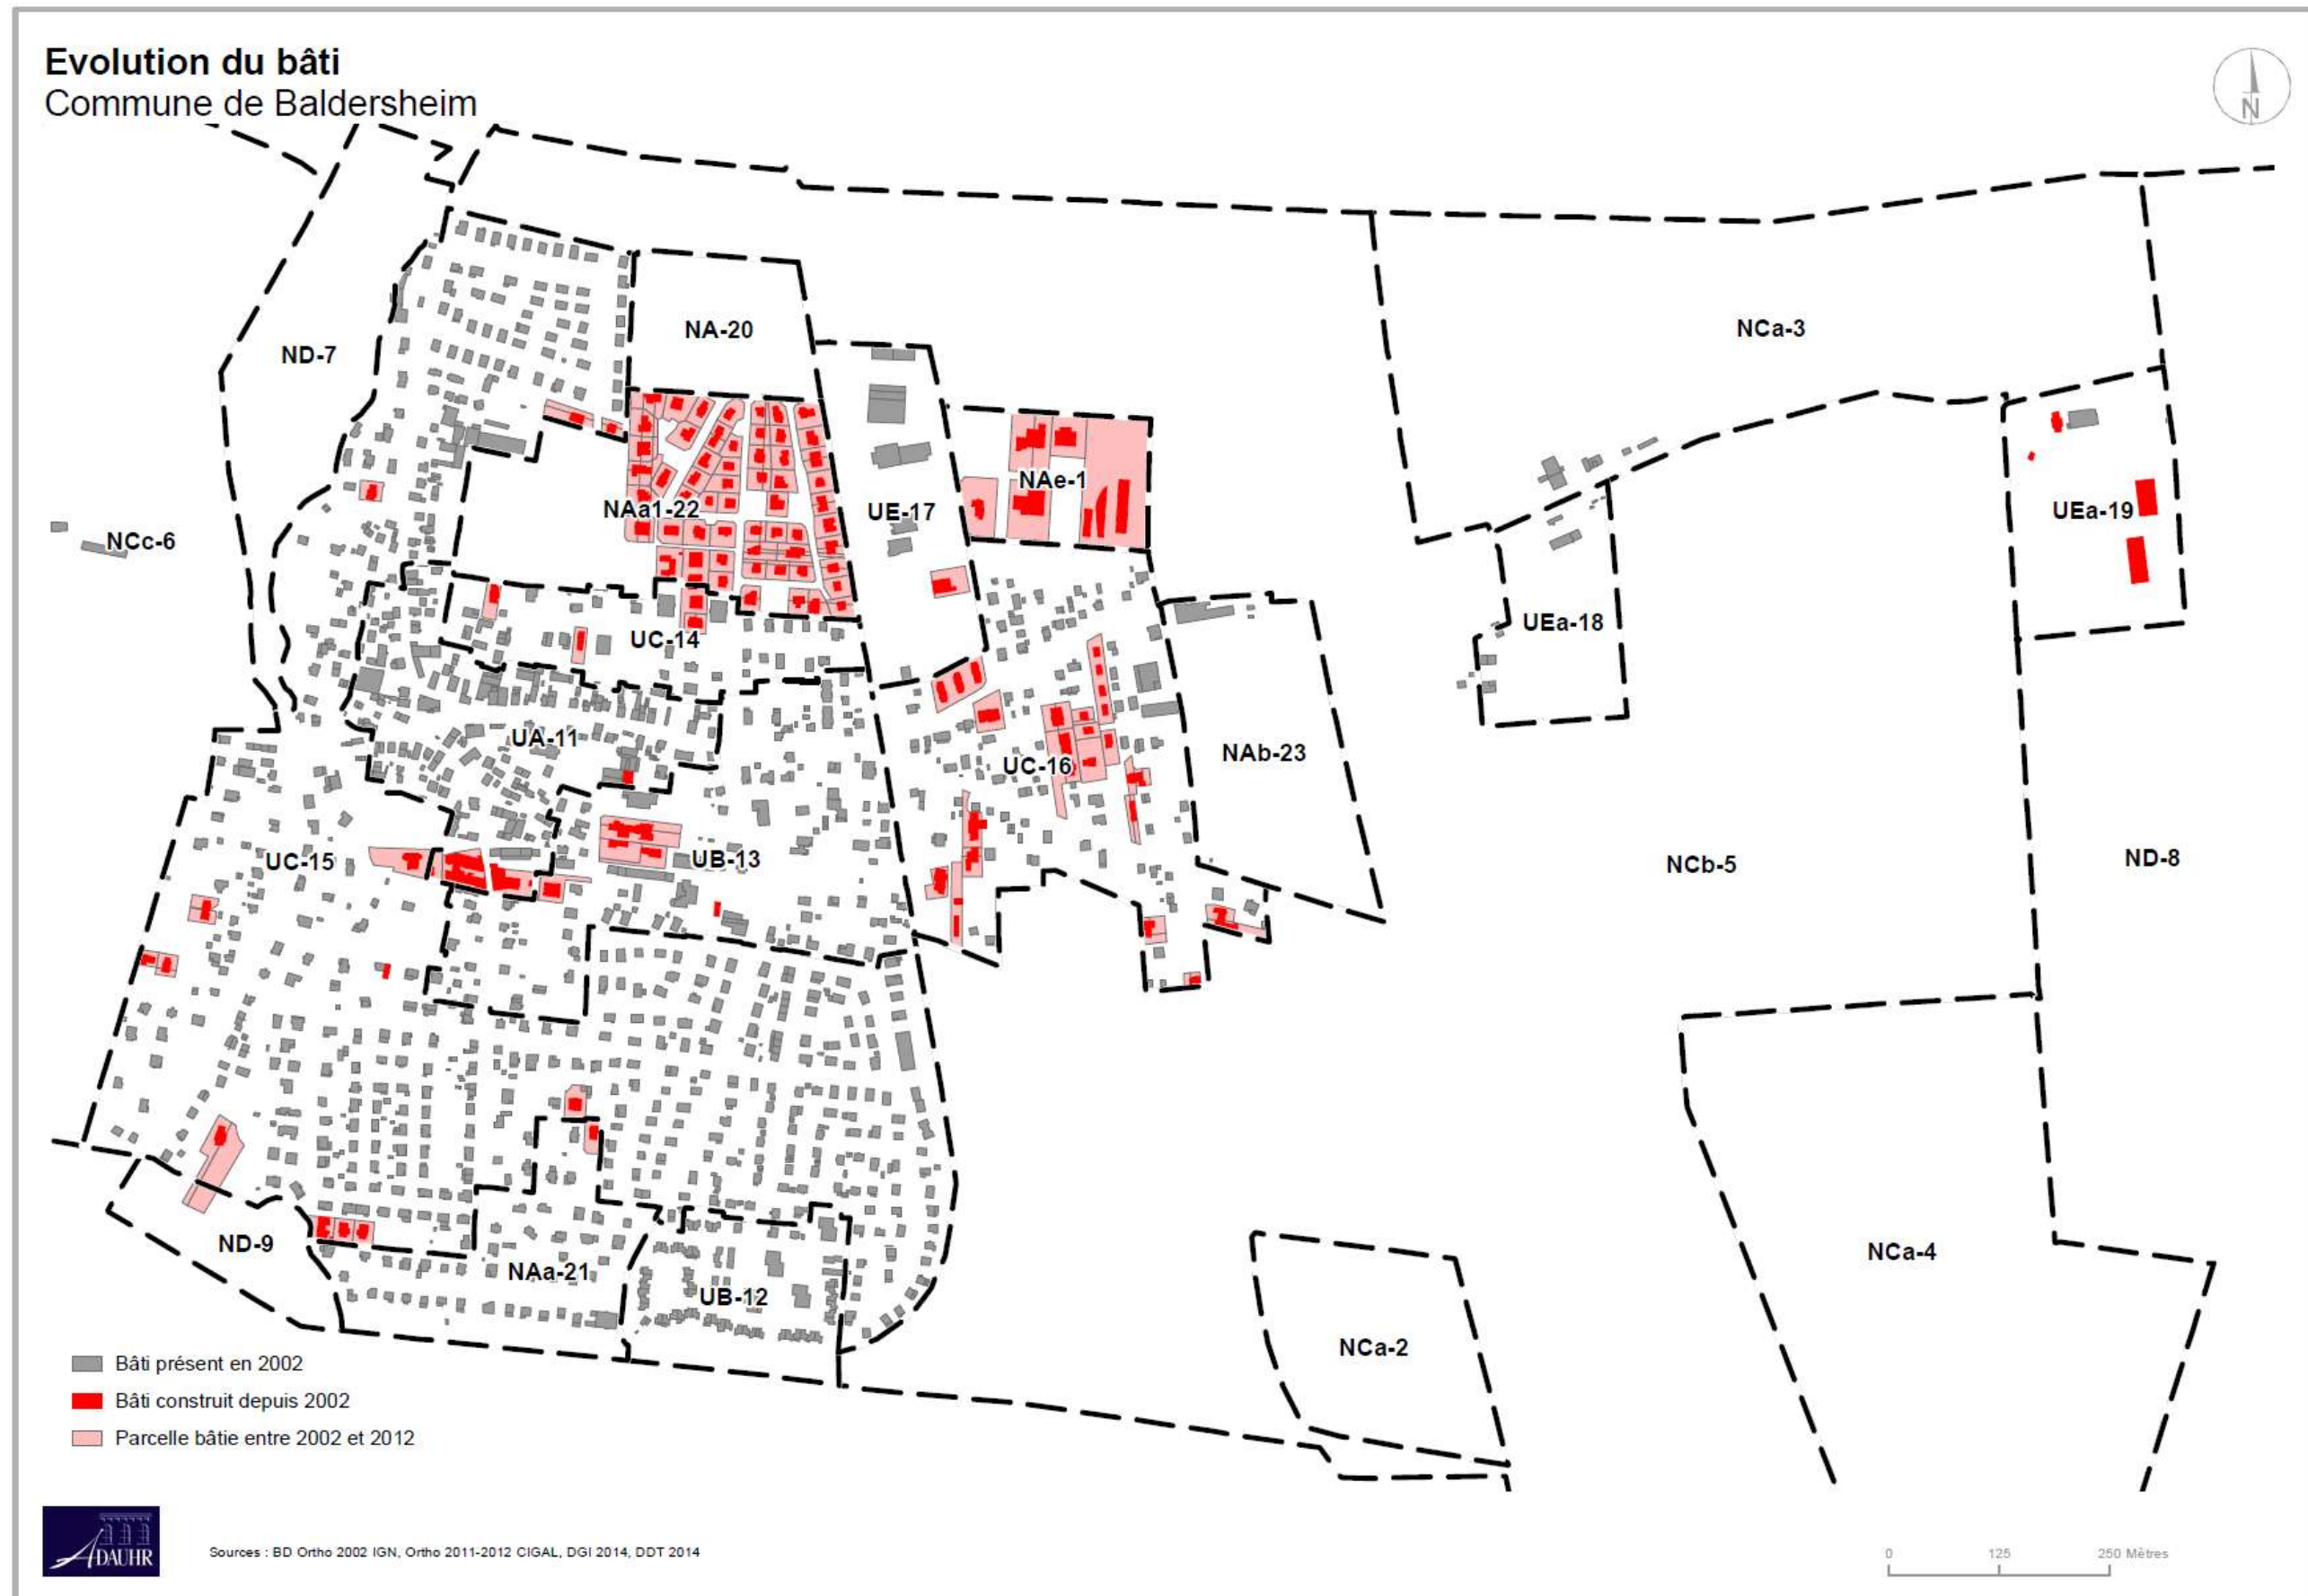 Evolution du bâti
Commune de Baldersheim
N
NA-20
NCa-3
ND-7
NAe-1
NAa1-22
UE-17
UEa-19
NCc-6
UEa-18
UC-14
UA-11
NAb-23
UC-16
UC-15
UB-13
NCb-5
ND-8
ND-9
NCa-4
NAa-21
UB-12
NCa-2
Bâti présent en 2002
Bâti construit depuis 2002
Parcelle bâtie entre 2002 et 2012
ADAUHR
Sources : BD Ortho 2002 IGN, Ortho 2011-2012 CIGAL, DGI 2014, DDT 2014
0 125 250 Mètres